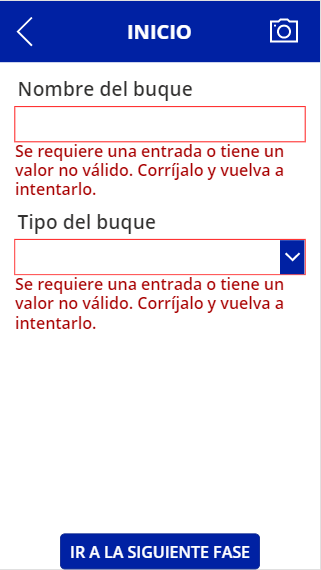 INICIO
Nombre del buque
Se requiere una entrada o tiene un
valor no válido. Corríjalo y vuelva a
intentarlo.
Tipo del buque
Se requiere una entrada o tiene un
valor no válido. Corríjalo y vuelva a
intentarlo.
IR A LA SIGUIENTE FASE